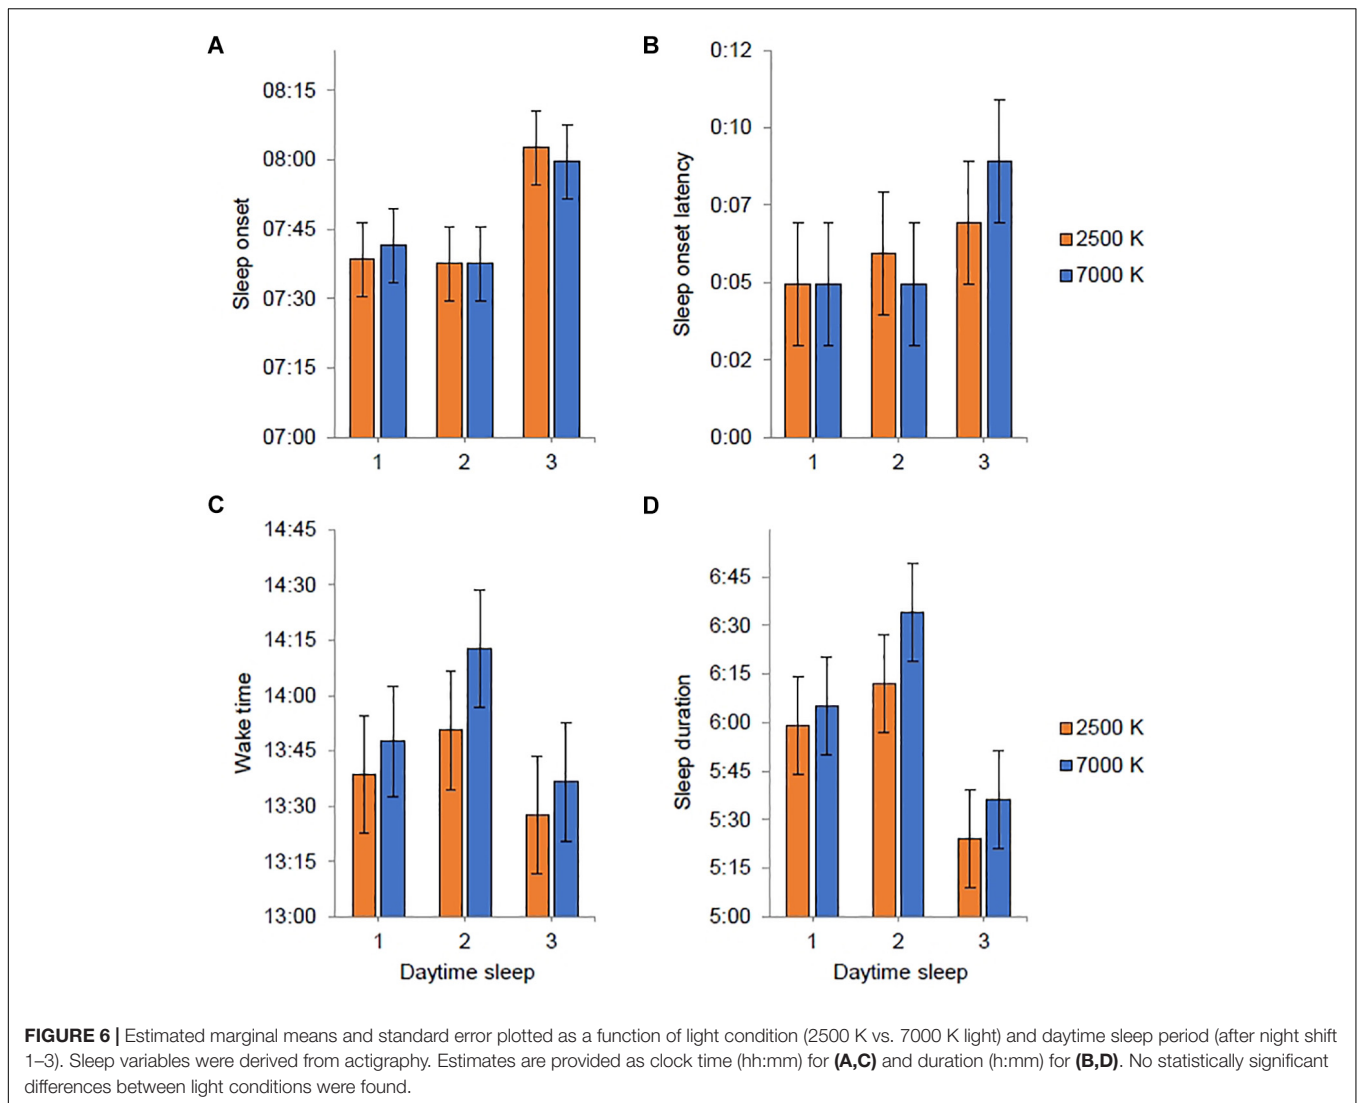 A
08:15
08:00
07:45
07:30
07:15
07:00
Sleep onset
1 2 3
B
0:12
0:10
0:07
0:05
0:02
0:00
Sleep onset latency
1 2 3
2500 K
7000 K
C
14:45
14:30
14:15
14:00
13:45
13:30
13:15
13:00
Wake time
1 2 3
Daytime sleep
D
6:45
6:30
6:15
6:00
5:45
5:30
5:15
5:00
Sleep duration
1 2 3
Daytime sleep
2500 K
7000 K
FIGURE 6 | Estimated marginal means and standard error plotted as a function of light condition (2500 K vs. 7000 K light) and daytime sleep period (after night shift
1–3). Sleep variables were derived from actigraphy. Estimates are provided as clock time (hh:mm) for (A,C) and duration (h:mm) for (B,D). No statistically significant
differences between light conditions were found.